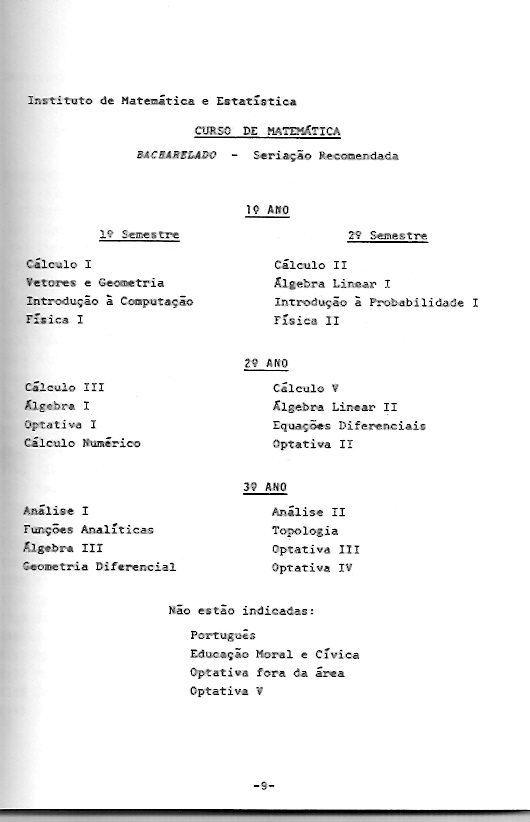 Instituto de Matemática e Estatística
CURSO DE MATEMÁTICA
BACHARELADO - Seriação Recomendada
1º ANO
1º Semestre
2º Semestre
Cálculo I
Cálculo II
Vetores e Geometria
Álgebra Linear I
Introdução à Computação
Introdução à Probabilidade I
Física I
Física II
2º ANO
Cálculo III
Cálculo V
Álgebra I
Álgebra Linear II
Optativa I
Equações Diferenciais
Cálculo Numérico
Optativa II
3º ANO
Análise I
Análise II
Funções Analíticas
Topologia
Álgebra III
Optativa III
Geometria Diferencial
Optativa IV
Não estão indicadas:
Português
Educação Moral e Cívica
Optativa fora da área
Optativa V
-9-